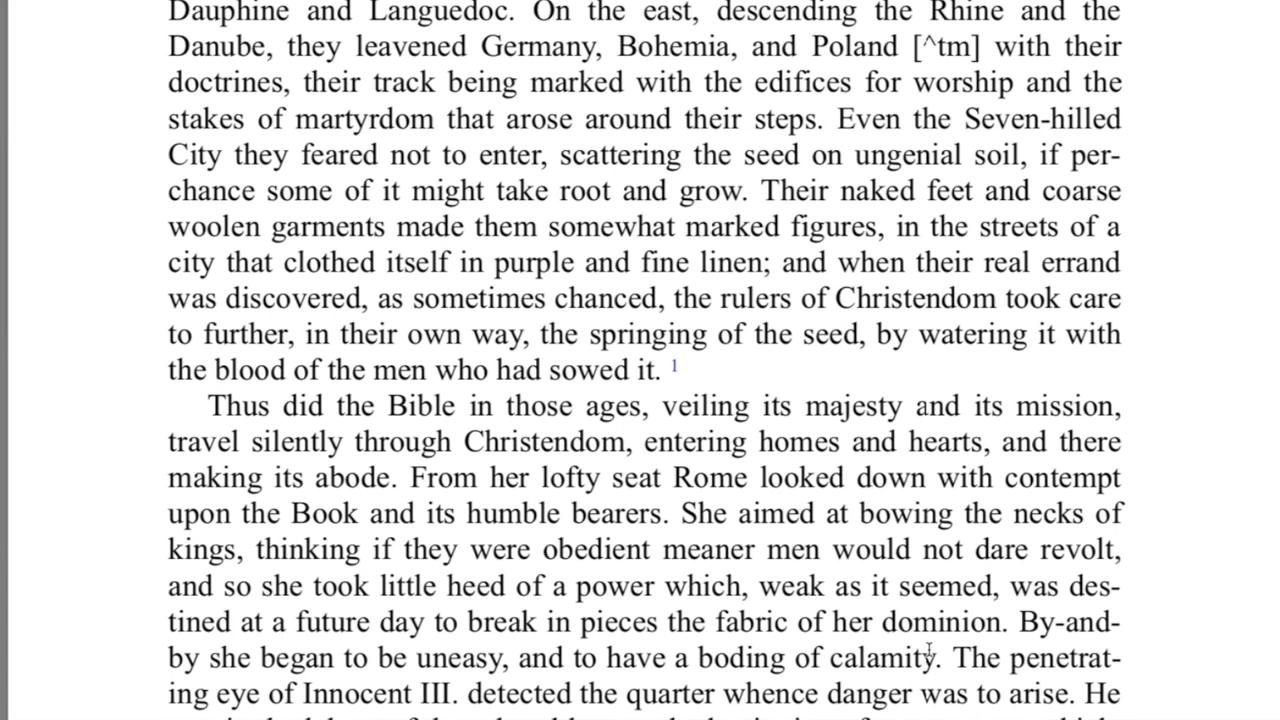 Dauphine and Languedoc. On the east, descending the Rhine and the
Danube, they leavened Germany, Bohemia, and Poland [^tm] with their
doctrines, their track being marked with the edifices for worship and the
stakes of martyrdom that arose around their steps. Even the Seven-hilled
City they feared not to enter, scattering the seed on ungenial soil, if per-
chance some of it might take root and grow. Their naked feet and coarse
woolen garments made them somewhat marked figures, in the streets of a
city that clothed itself in purple and fine linen; and when their real errand
was discovered, as sometimes chanced, the rulers of Christendom took care
to further, in their own way, the springing of the seed, by watering it with
the blood of the men who had sowed it. 1
Thus did the Bible in those ages, veiling its majesty and its mission,
travel silently through Christendom, entering homes and hearts, and there
making its abode. From her lofty seat Rome looked down with contempt
upon the Book and its humble bearers. She aimed at bowing the necks of
kings, thinking if they were obedient meaner men would not dare revolt,
and so she took little heed of a power which, weak as it seemed, was des-
tined at a future day to break in pieces the fabric of her dominion. By-and-
by she began to be uneasy, and to have a boding of calamity. The penetrat-
ing eye of Innocent III. detected the quarter whence danger was to arise. He